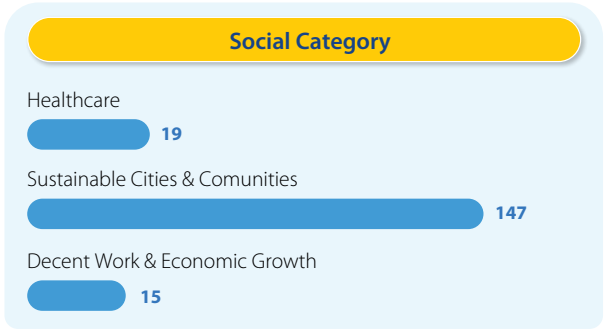 Social Category
Healthcare
19
Sustainable Cities & Comunities
147
Decent Work & Economic Growth
15